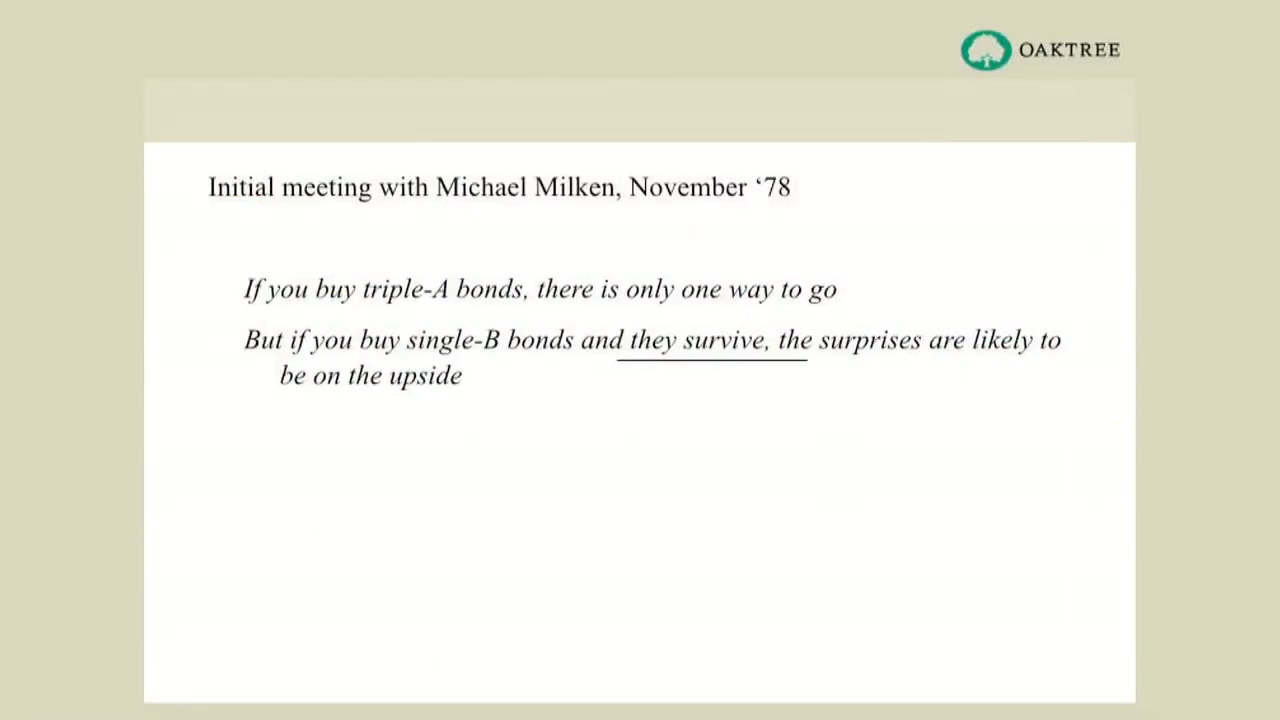 OAKTREE
Initial meeting with Michael Milken, November ‘78
If you buy triple-A bonds, there is only one way to go
But if you buy single-B bonds and they survive, the surprises are likely to
be on the upside